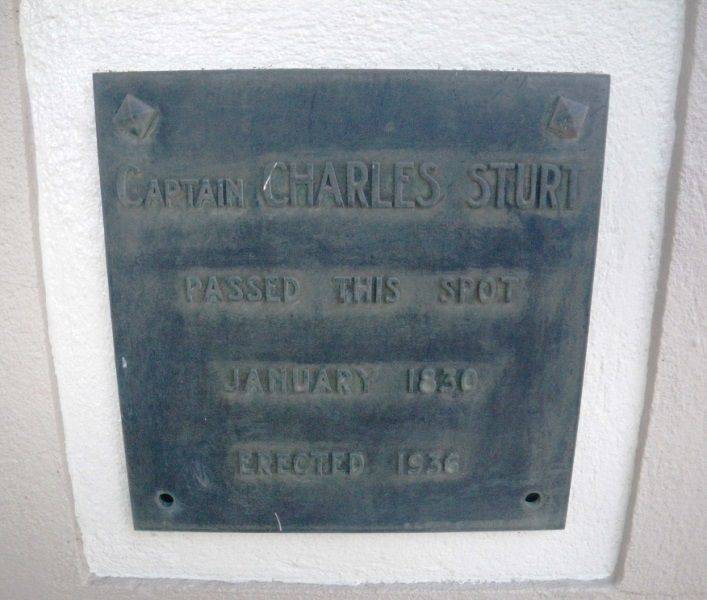 CAPTAIN CHARLES STURT
PASSED THIS SPOT
JANUARY 1830
ERECTED 1936